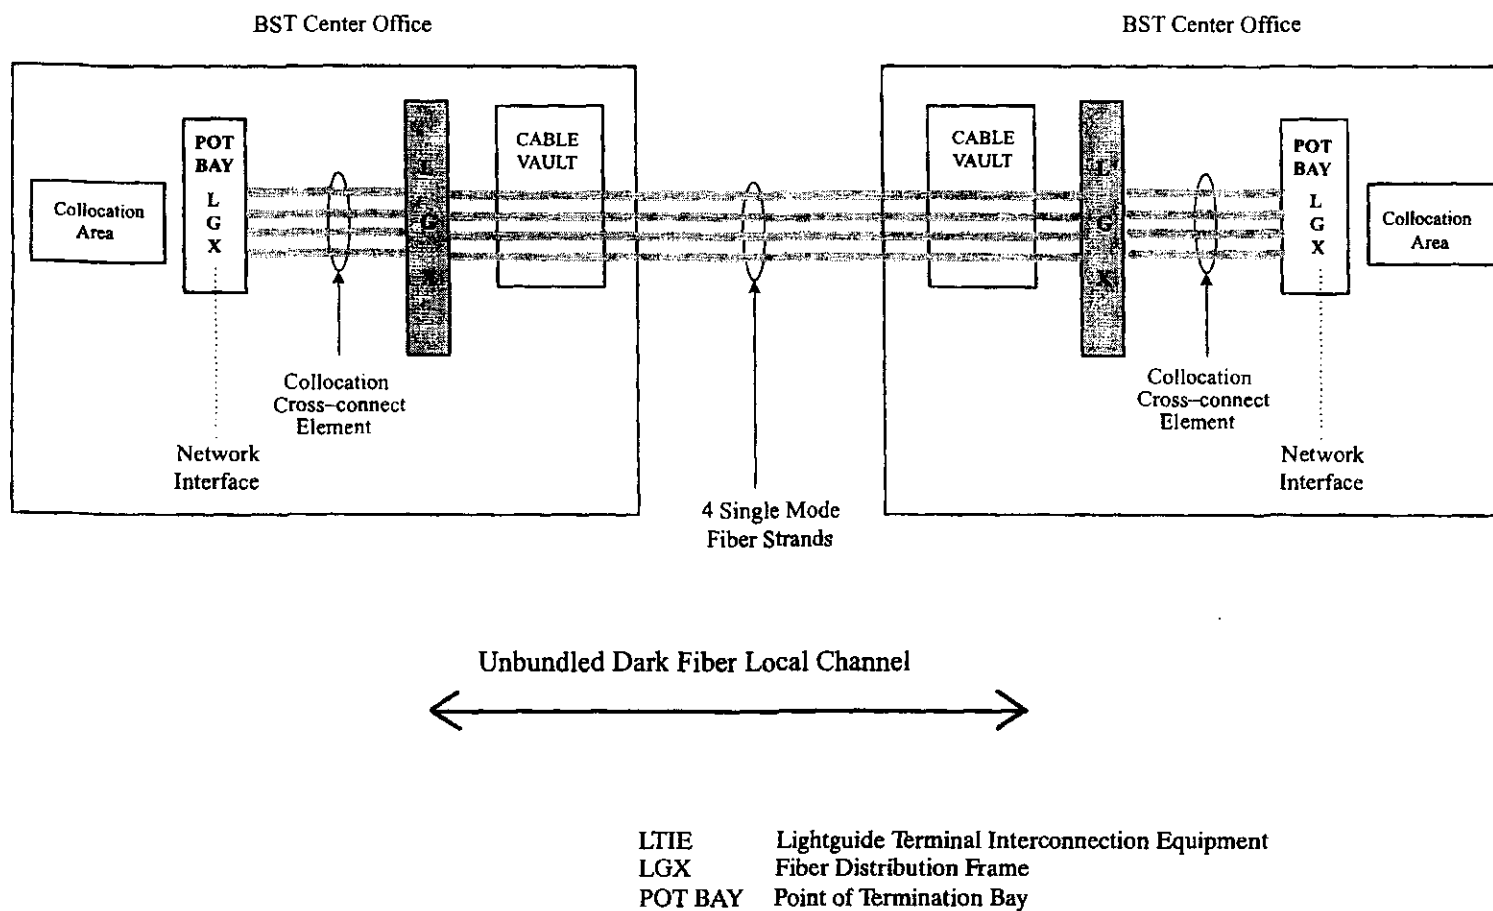 BST Center Office
BST Center Office
POT
BAY
L
G
X
Collocation
Area
L
G
X
CABLE
VAULT
CABLE
VAULT
L
G
X
POT
BAY
L
G
X
Collocation
Area
Collocation
Cross-connect
Element
Network
Interface
4 Single Mode
Fiber Strands
Collocation
Cross-connect
Element
Network
Interface
Unbundled Dark Fiber Local Channel
LTIE Lightguide Terminal Interconnection Equipment
LGX Fiber Distribution Frame
POT BAY Point of Termination Bay